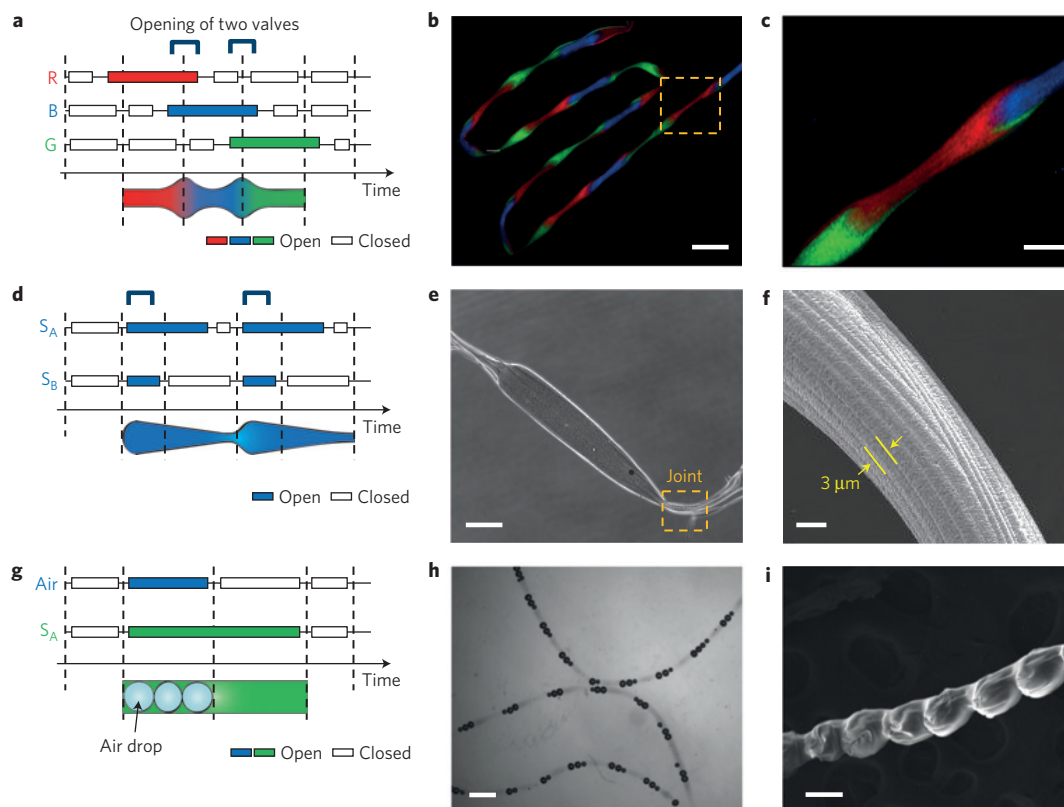 a
Opening of two valves
R
B
G
Time
Open
Closed
b
c
d
S_A
S_B
Time
Open
Closed
e
Joint
f
3 μm
g
Air
S_A
Time
Air drop
Open
Closed
h
i